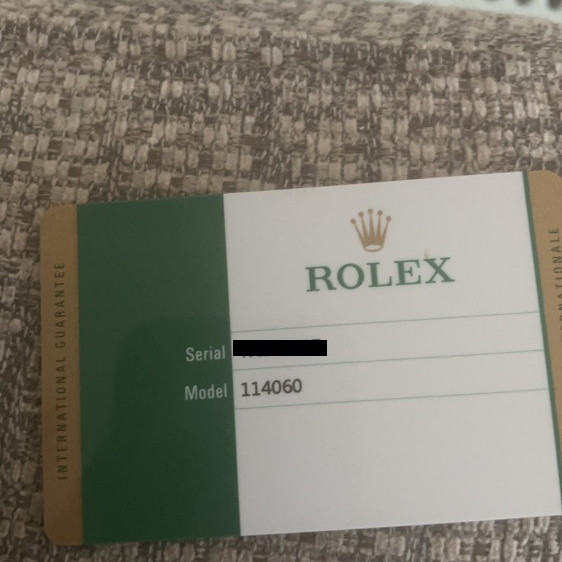 INTERNATIONAL GUARANTEE
ROLEX
Serial
Model 114060